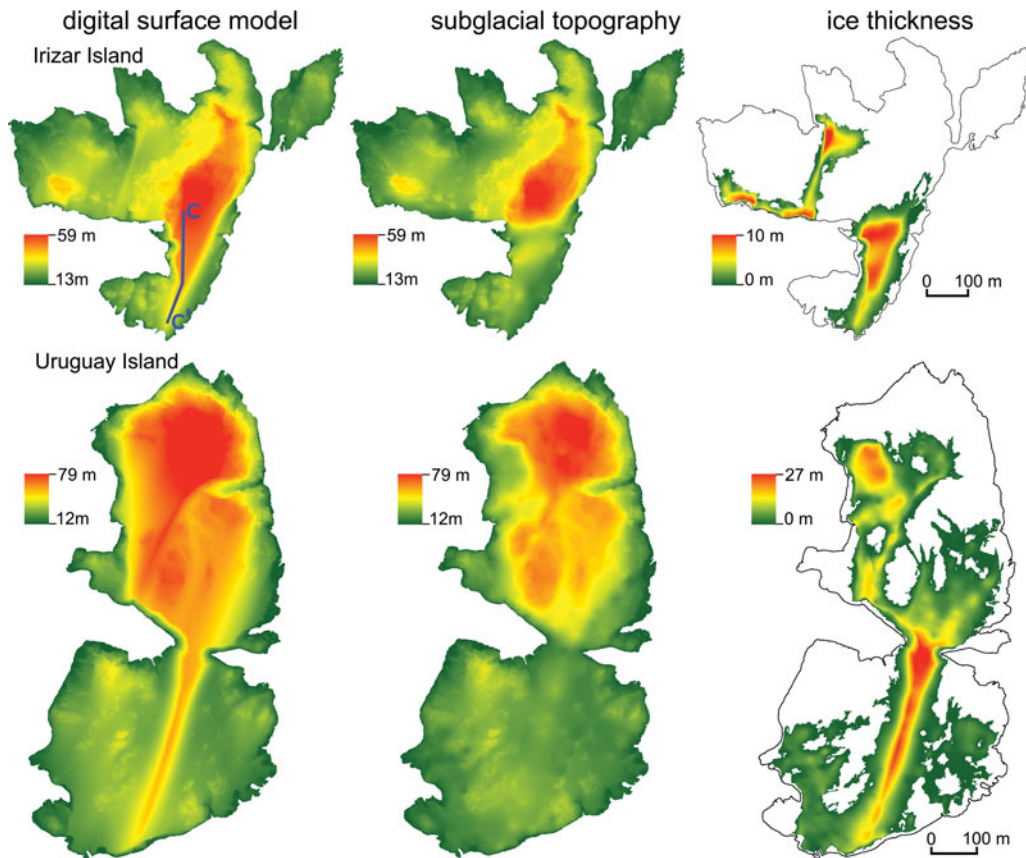 digital surface model
subglacial topography
ice thickness
Irizar Island
C
C'
59 m
13m
59 m
13m
10 m
0 m
0 100 m
Uruguay Island
79 m
12m
79 m
12m
27 m
0 m
0 100 m